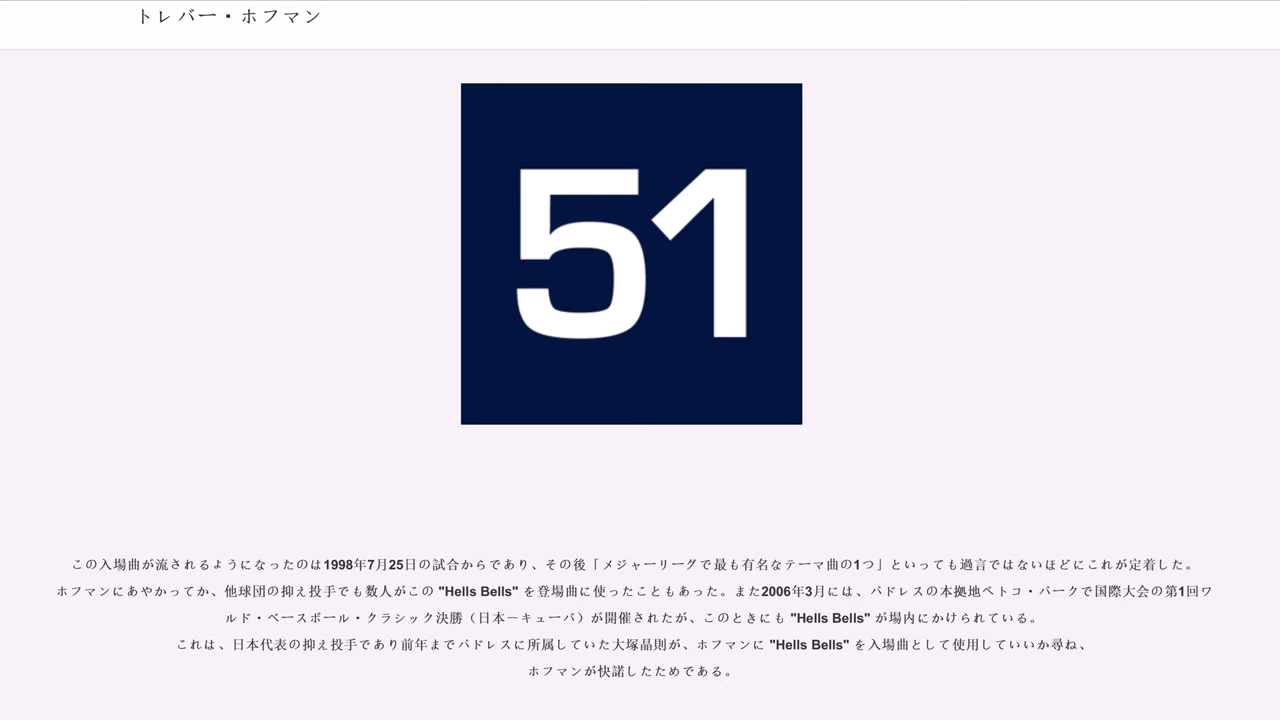 トレバー・ホフマン
51
この入場曲が流されるようになったのは1998年7月25日の試合からであり、その後「メジャーリーグで最も有名なテーマ曲の1つ」といっても過言ではないほどにこれが定着した。
ホフマンにあやかってか、他球団の抑え投手でも数人がこの "Hells Bells" を登場曲に使ったこともあった。また2006年3月には、パドレスの本拠地ペトコ・パークで国際大会の第1回ワ
ルド・ベースボール・クラシック決勝（日本－キューバ）が開催されたが、このときにも "Hells Bells" が場内にかけられている。
これは、日本代表の抑え投手であり前年までパドレスに所属していた大塚晶則が、ホフマンに "Hells Bells" を入場曲として使用していいか尋ね、
ホフマンが快諾したためである。